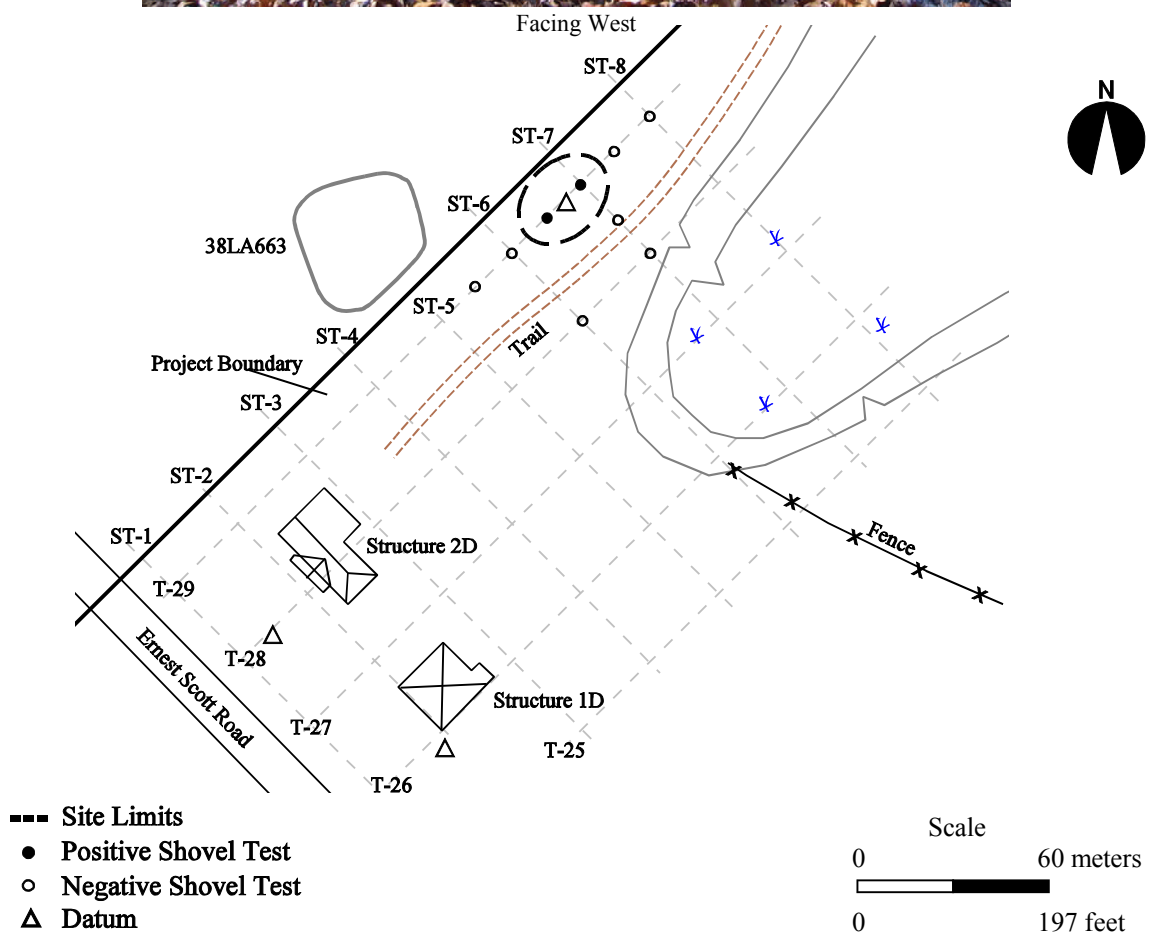 Facing West
ST-8
N
ST-7
ST-6
38LA663
ST-5
ST-4
Trail
Project Boundary
ST-3
ST-2
ST-1
Fence
Structure 2D
T-29
Ernest Scott Road
T-28
Structure 1D
T-27
T-25
T-26
Site Limits
Positive Shovel Test
Negative Shovel Test
Datum
Scale
0 60 meters
0 197 feet